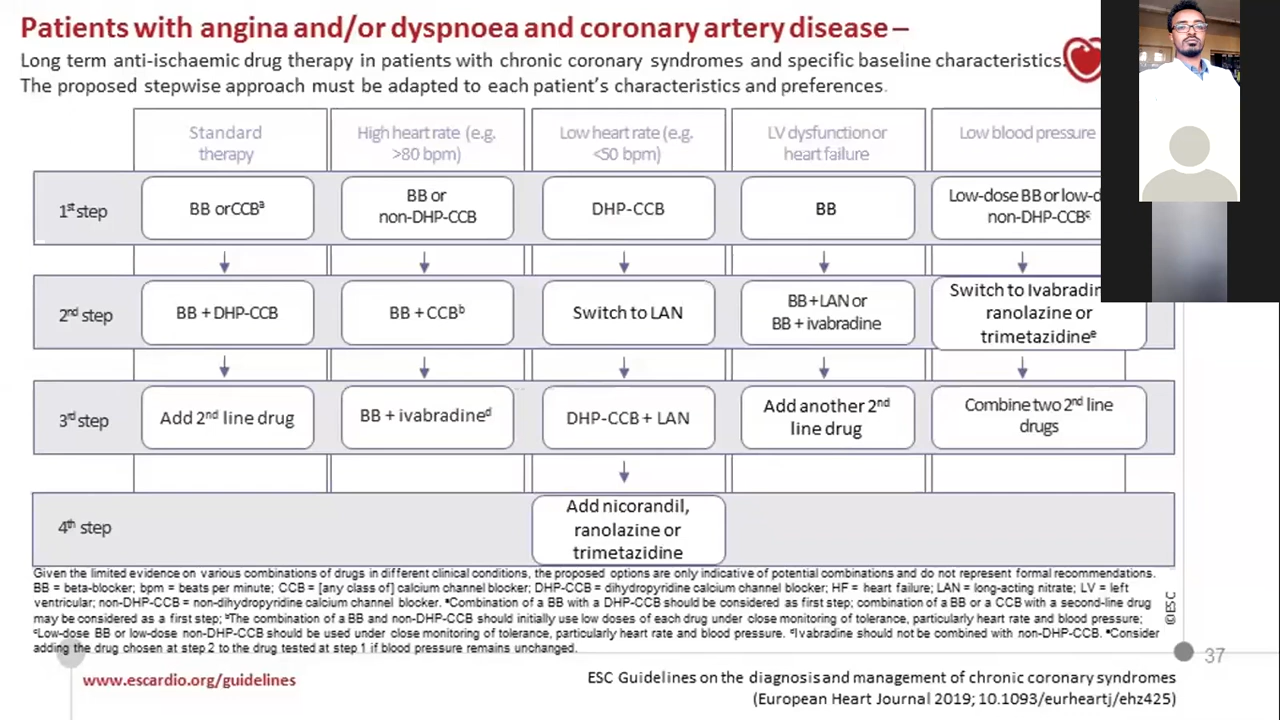 Patients with angina and/or dyspnoea and coronary artery disease –
Long term anti-ischaemic drug therapy in patients with chronic coronary syndromes and specific baseline characteristics.
The proposed stepwise approach must be adapted to each patient's characteristics and preferences.
Standard
therapy
High heart rate (e.g.
>80 bpm)
Low heart rate (e.g.
<50 bpm)
LV dysfunction or
heart failure
Low blood pressure
1st step
BB orCCBa
BB or
non-DHP-CCB
DHP-CCB
BB
Low-dose BB or
non-DHP-CCBc
2nd step
BB + DHP-CCB
BB + CCBb
Switch to LAN
BB + LAN or
BB + ivabradine
Switch to
ranolazine or
trimetazidinee
3rd step
Add 2nd line drug
BB + ivabradined
DHP-CCB + LAN
Add another 2nd
line drug
Combine two 2nd line
drugs
4th step
Add nicorandil,
ranolazine or
trimetazidine
Given the limited evidence on various combinations of drugs in different clinical conditions, the proposed options are only indicative of potential combinations and do not represent formal recommendations.
BB = beta-blocker; bpm = beats per minute; CCB = [any class of] calcium channel blocker; DHP-CCB = dihydropyridine calcium channel blocker; HF = heart failure; LAN = long-acting nitrate; LV = left
ventricular; non-DHP-CCB = non-dihydropyridine calcium channel blocker. aCombination of a BB with a DHP-CCB should be considered as first step; combination of a BB or a CCB with a second-line drug
may be considered as a first step; bThe combination of a BB and non-DHP-CCB should initially use low doses of each drug under close monitoring of tolerance, particularly heart rate and blood pressure;
cLow-dose BB or low-dose non-DHP-CCB should be used under close monitoring of tolerance, particularly heart rate and blood pressure. dIvabradine should not be combined with non-DHP-CCB. eConsider
adding the drug chosen at step 2 to the drug tested at step 1 if blood pressure remains unchanged.
©ESC
37
www.escardio.org/guidelines
ESC Guidelines on the diagnosis and management of chronic coronary syndromes
(European Heart Journal 2019; 10.1093/eurheartj/ehz425)